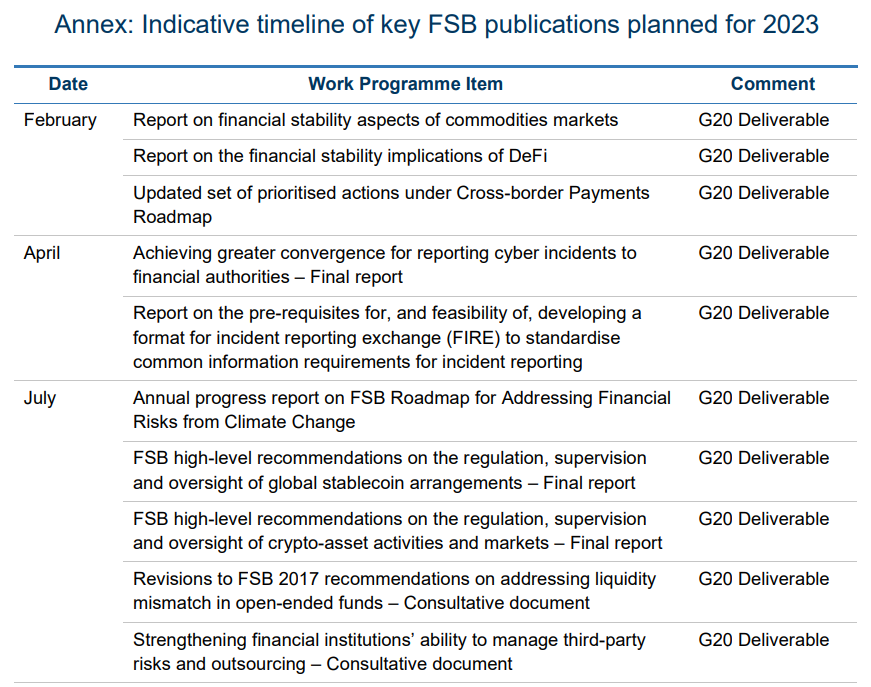 Annex: Indicative timeline of key FSB publications planned for 2023
Date Work Programme Item Comment
February Report on financial stability aspects of commodities markets G20 Deliverable
Report on the financial stability implications of DeFi G20 Deliverable
Updated set of prioritised actions under Cross-border Payments G20 Deliverable
Roadmap
April Achieving greater convergence for reporting cyber incidents to G20 Deliverable
financial authorities – Final report
Report on the pre-requisites for, and feasibility of, developing a G20 Deliverable
format for incident reporting exchange (FIRE) to standardise
common information requirements for incident reporting
July Annual progress report on FSB Roadmap for Addressing Financial G20 Deliverable
Risks from Climate Change
FSB high-level recommendations on the regulation, supervision G20 Deliverable
and oversight of global stablecoin arrangements – Final report
FSB high-level recommendations on the regulation, supervision G20 Deliverable
and oversight of crypto-asset activities and markets – Final report
Revisions to FSB 2017 recommendations on addressing liquidity G20 Deliverable
mismatch in open-ended funds – Consultative document
Strengthening financial institutions’ ability to manage third-party G20 Deliverable
risks and outsourcing – Consultative document